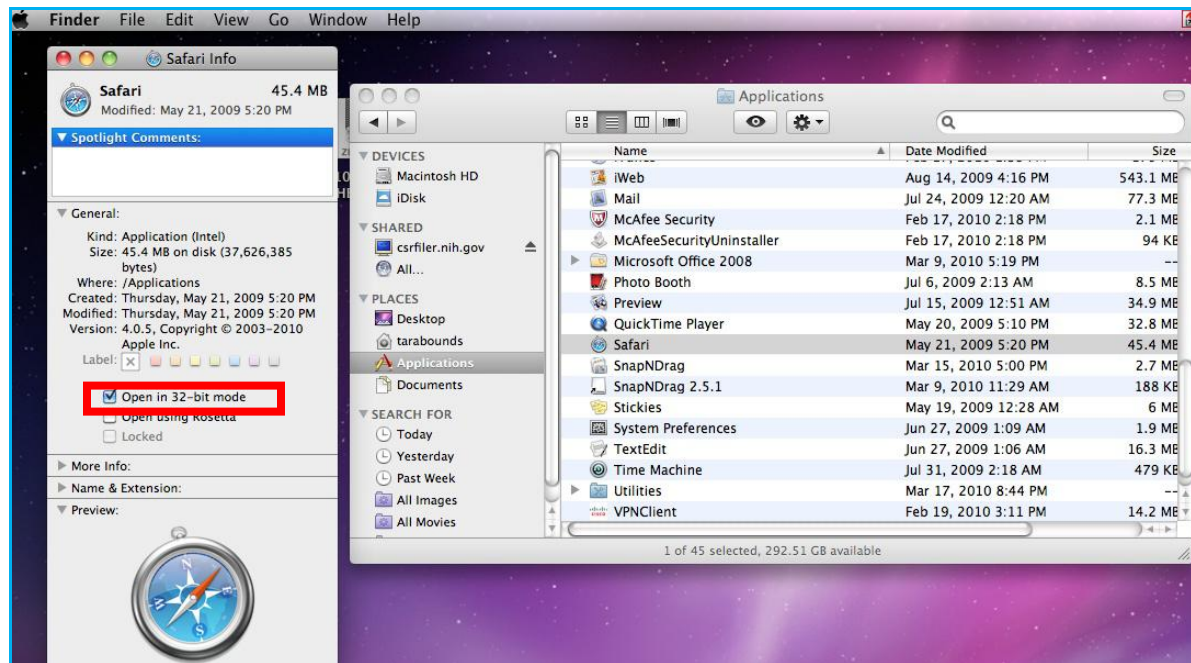 Finder File Edit View Go Window Help
Safari Info
Safari 45.4 MB
Modified: May 21, 2009 5:20 PM
Spotlight Comments:
General:
Kind: Application (Intel)
Size: 45.4 MB on disk (37,626,385
bytes)
Where: /Applications
Created: Thursday, May 21, 2009 5:20 PM
Modified: Thursday, May 21, 2009 5:20 PM
Version: 4.0.5, Copyright © 2003-2010
Apple Inc.
Label:
Open in 32-bit mode
Open using Rosetta
Locked
More Info:
Name & Extension:
Preview:
Applications
DEVICES
Macintosh HD
iDisk
SHARED
csrfiler.nih.gov
All...
PLACES
Desktop
tarabounds
Applications
Documents
SEARCH FOR
Today
Yesterday
Past Week
All Images
All Movies
Name Date Modified Size
iWeb Aug 14, 2009 4:16 PM 543.1 MB
Mail Jul 24, 2009 12:20 AM 77.3 MB
McAfee Security Feb 17, 2010 2:18 PM 2.1 MB
McAfeeSecurityUninstaller Feb 17, 2010 2:18 PM 94 KB
Microsoft Office 2008 Mar 9, 2010 5:19 PM --
Photo Booth Jul 6, 2009 2:13 AM 8.5 MB
Preview Jul 15, 2009 12:51 AM 34.9 MB
QuickTime Player May 20, 2009 5:10 PM 32.8 MB
Safari May 21, 2009 5:20 PM 45.4 MB
SnapNDrag Mar 15, 2010 5:00 PM 2.7 MB
SnapNDrag 2.5.1 Mar 9, 2010 11:29 AM 188 KB
Stickies May 19, 2009 12:28 AM 6 MB
System Preferences Jun 27, 2009 1:09 AM 1.9 MB
TextEdit Jun 27, 2009 1:06 AM 16.3 MB
Time Machine Jul 31, 2009 2:18 AM 479 KB
Utilities Mar 17, 2010 8:44 PM --
VPNClient Feb 19, 2010 3:11 PM 14.2 MB
1 of 45 selected, 292.51 GB available